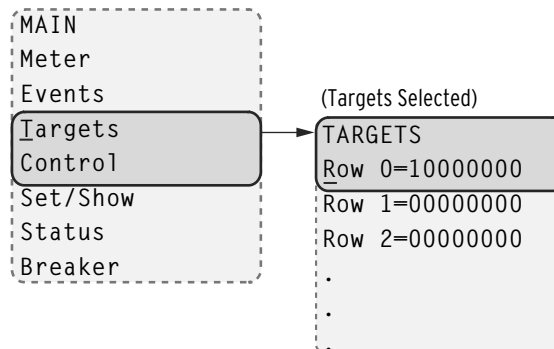 MAIN
Meter
Events
Targets
Control
Set/Show
Status
Breaker
(Targets Selected)
TARGETS
Row 0=10000000
Row 1=00000000
Row 2=00000000
.
.
.